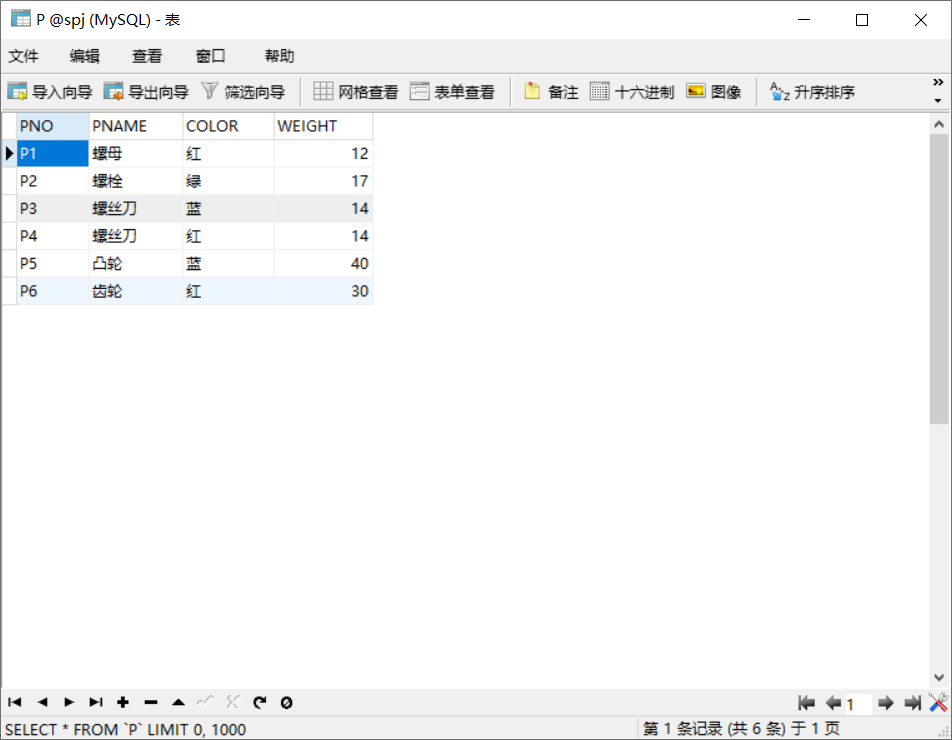 P @spj (MySQL) - 表
文件 编辑 查看 窗口 帮助
导入向导 导出向导 筛选向导 网格查看 表单查看 备注 十六进制 图像 升序排序 »
PNO PNAME COLOR WEIGHT
P1 螺母 红 12
P2 螺栓 绿 17
P3 螺丝刀 蓝 14
P4 螺丝刀 红 14
P5 凸轮 蓝 40
P6 齿轮 红 30
1
SELECT * FROM `P` LIMIT 0, 1000 第 1 条记录 (共 6 条) 于 1 页